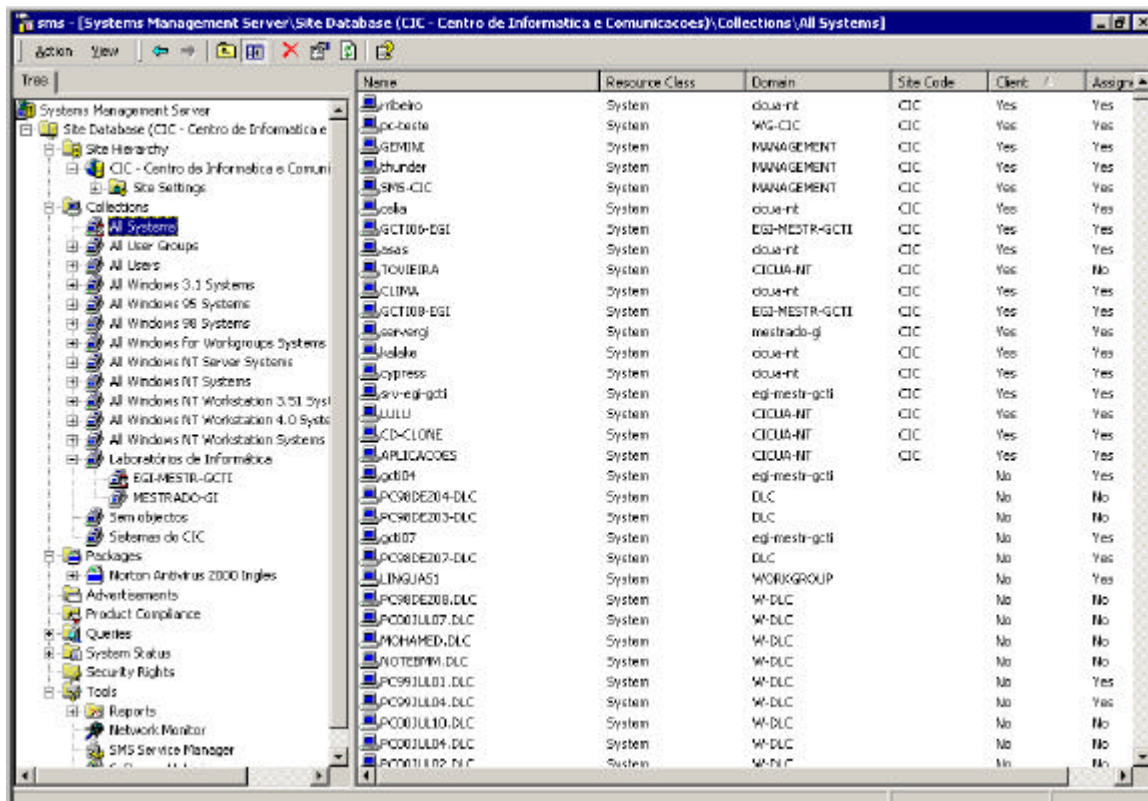 sms - [Systems Management Server\Site Database (CIC - Centro de Informatica e Comunicacoes)\Collections\All Systems]
Action View
Tree
Systems Management Server
Site Database (CIC - Centro de Informatica e
Site Hierarchy
CIC - Centro de Informatica e Comuni
Site Settings
Collections
All Systems
All User Groups
All Users
All Windows 3.1 Systems
All Windows 95 Systems
All Windows 98 Systems
All Windows for Workgroups Systems
All Windows NT Server Systems
All Windows NT Systems
All Windows NT Workstation 3.51 Syst
All Windows NT Workstation 4.0 Syste
All Windows NT Workstation Systems
Laboratórios de Informática
EGI-MESTR-GCTI
MESTRADO-GI
Sem objectos
Sistemas do CIC
Packages
Norton Antivirus 2000 Ingles
Advertisements
Product Compliance
Queries
System Status
Security Rights
Tools
Reports
Network Monitor
SMS Service Manager
Name Resource Class Domain Site Code Client Assigne
rribeiro System cicua-nt CIC Yes Yes
pc-teste System WG-CIC CIC Yes Yes
GEMINI System MANAGEMENT CIC Yes Yes
thunder System MANAGEMENT CIC Yes Yes
SMS-CIC System MANAGEMENT CIC Yes Yes
System cicua-nt CIC Yes Yes
GCTI06-EGI System EGI-MESTR-GCTI CIC Yes Yes
asas System cicua-nt CIC Yes Yes
TOVIEIRA System CICUA-NT CIC Yes No
CLIMA System cicua-nt CIC Yes Yes
GCTI08-EGI System EGI-MESTR-GCTI CIC Yes Yes
servergi System mestrado-gi CIC Yes Yes
System cicua-nt CIC Yes Yes
cypress System cicua-nt CIC Yes Yes
srv-egi-gcti System egi-mestr-gcti CIC Yes Yes
LULU System CICUA-NT CIC Yes Yes
CD-CLONE System CICUA-NT CIC Yes Yes
APLICACOES System CICUA-NT CIC Yes Yes
gcti04 System egi-mestr-gcti No Yes
PC98DE204-DLC System DLC No No
PC98DE203-DLC System DLC No No
gcti07 System egi-mestr-gcti No Yes
PC98DE207-DLC System DLC No Yes
LINGUAS1 System WORKGROUP No Yes
PC98DE208.DLC System W-DLC No No
PC00JUL07.DLC System W-DLC No No
MOHAMED.DLC System W-DLC No No
NOTEBMM.DLC System W-DLC No No
PC99JUL01.DLC System W-DLC No Yes
PC99JUL04.DLC System W-DLC No Yes
PC00JUL10.DLC System W-DLC No No
PC00JUL04.DLC System W-DLC No No
PC00JUL02.DLC System W-DLC No No